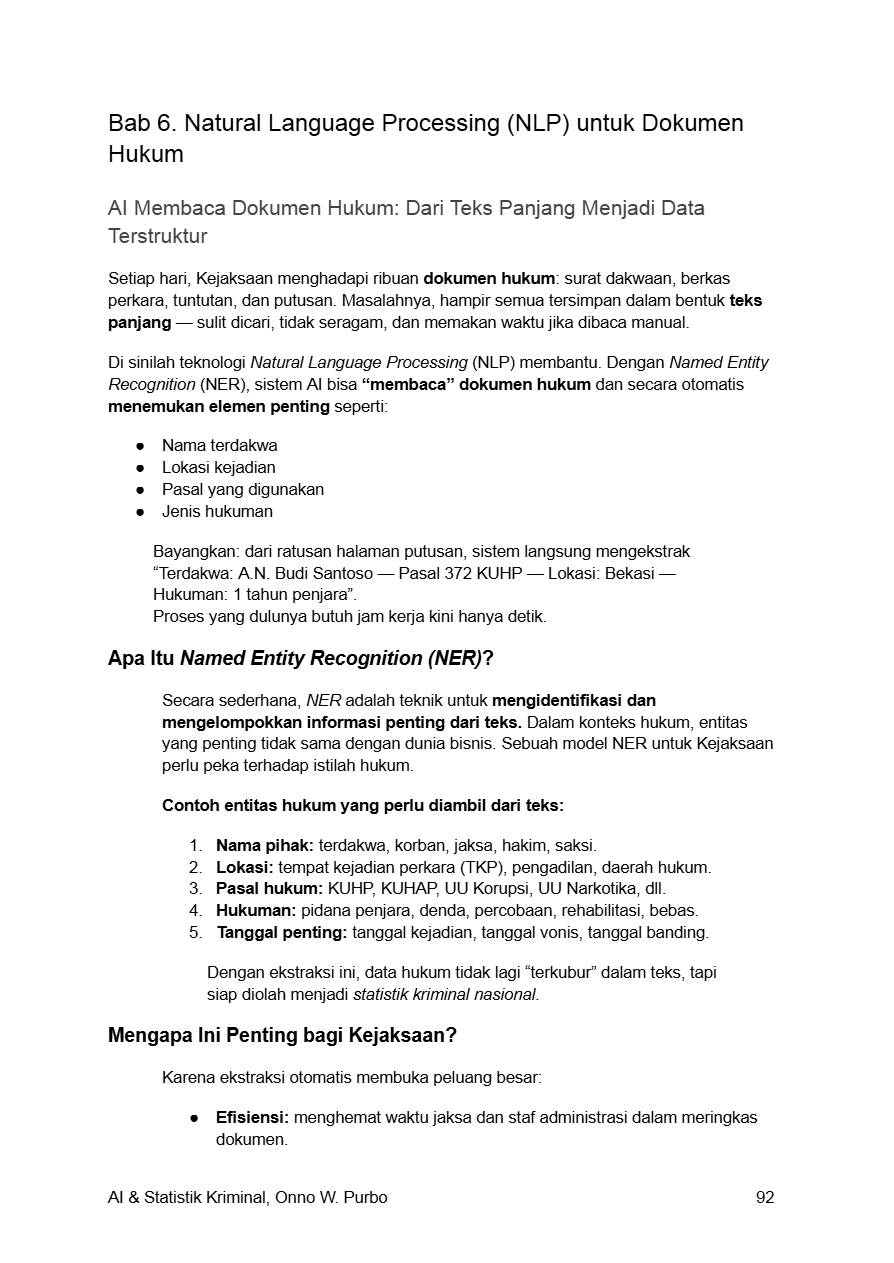 Bab 6. Natural Language Processing (NLP) untuk Dokumen
Hukum
AI Membaca Dokumen Hukum: Dari Teks Panjang Menjadi Data
Terstruktur
Setiap hari, Kejaksaan menghadapi ribuan dokumen hukum: surat dakwaan, berkas
perkara, tuntutan, dan putusan. Masalahnya, hampir semua tersimpan dalam bentuk teks
panjang — sulit dicari, tidak seragam, dan memakan waktu jika dibaca manual.
Di sinilah teknologi Natural Language Processing (NLP) membantu. Dengan Named Entity
Recognition (NER), sistem AI bisa “membaca” dokumen hukum dan secara otomatis
menemukan elemen penting seperti:
● Nama terdakwa
● Lokasi kejadian
● Pasal yang digunakan
● Jenis hukuman
Bayangkan: dari ratusan halaman putusan, sistem langsung mengekstrak
“Terdakwa: A.N. Budi Santoso — Pasal 372 KUHP — Lokasi: Bekasi —
Hukuman: 1 tahun penjara”.
Proses yang dulunya butuh jam kerja kini hanya detik.
Apa Itu Named Entity Recognition (NER)?
Secara sederhana, NER adalah teknik untuk mengidentifikasi dan
mengelompokkan informasi penting dari teks. Dalam konteks hukum, entitas
yang penting tidak sama dengan dunia bisnis. Sebuah model NER untuk Kejaksaan
perlu peka terhadap istilah hukum.
Contoh entitas hukum yang perlu diambil dari teks:
1. Nama pihak: terdakwa, korban, jaksa, hakim, saksi.
2. Lokasi: tempat kejadian perkara (TKP), pengadilan, daerah hukum.
3. Pasal hukum: KUHP, KUHAP, UU Korupsi, UU Narkotika, dll.
4. Hukuman: pidana penjara, denda, percobaan, rehabilitasi, bebas.
5. Tanggal penting: tanggal kejadian, tanggal vonis, tanggal banding.
Dengan ekstraksi ini, data hukum tidak lagi “terkubur” dalam teks, tapi
siap diolah menjadi statistik kriminal nasional.
Mengapa Ini Penting bagi Kejaksaan?
Karena ekstraksi otomatis membuka peluang besar:
● Efisiensi: menghemat waktu jaksa dan staf administrasi dalam meringkas
dokumen.
AI & Statistik Kriminal, Onno W. Purbo 92